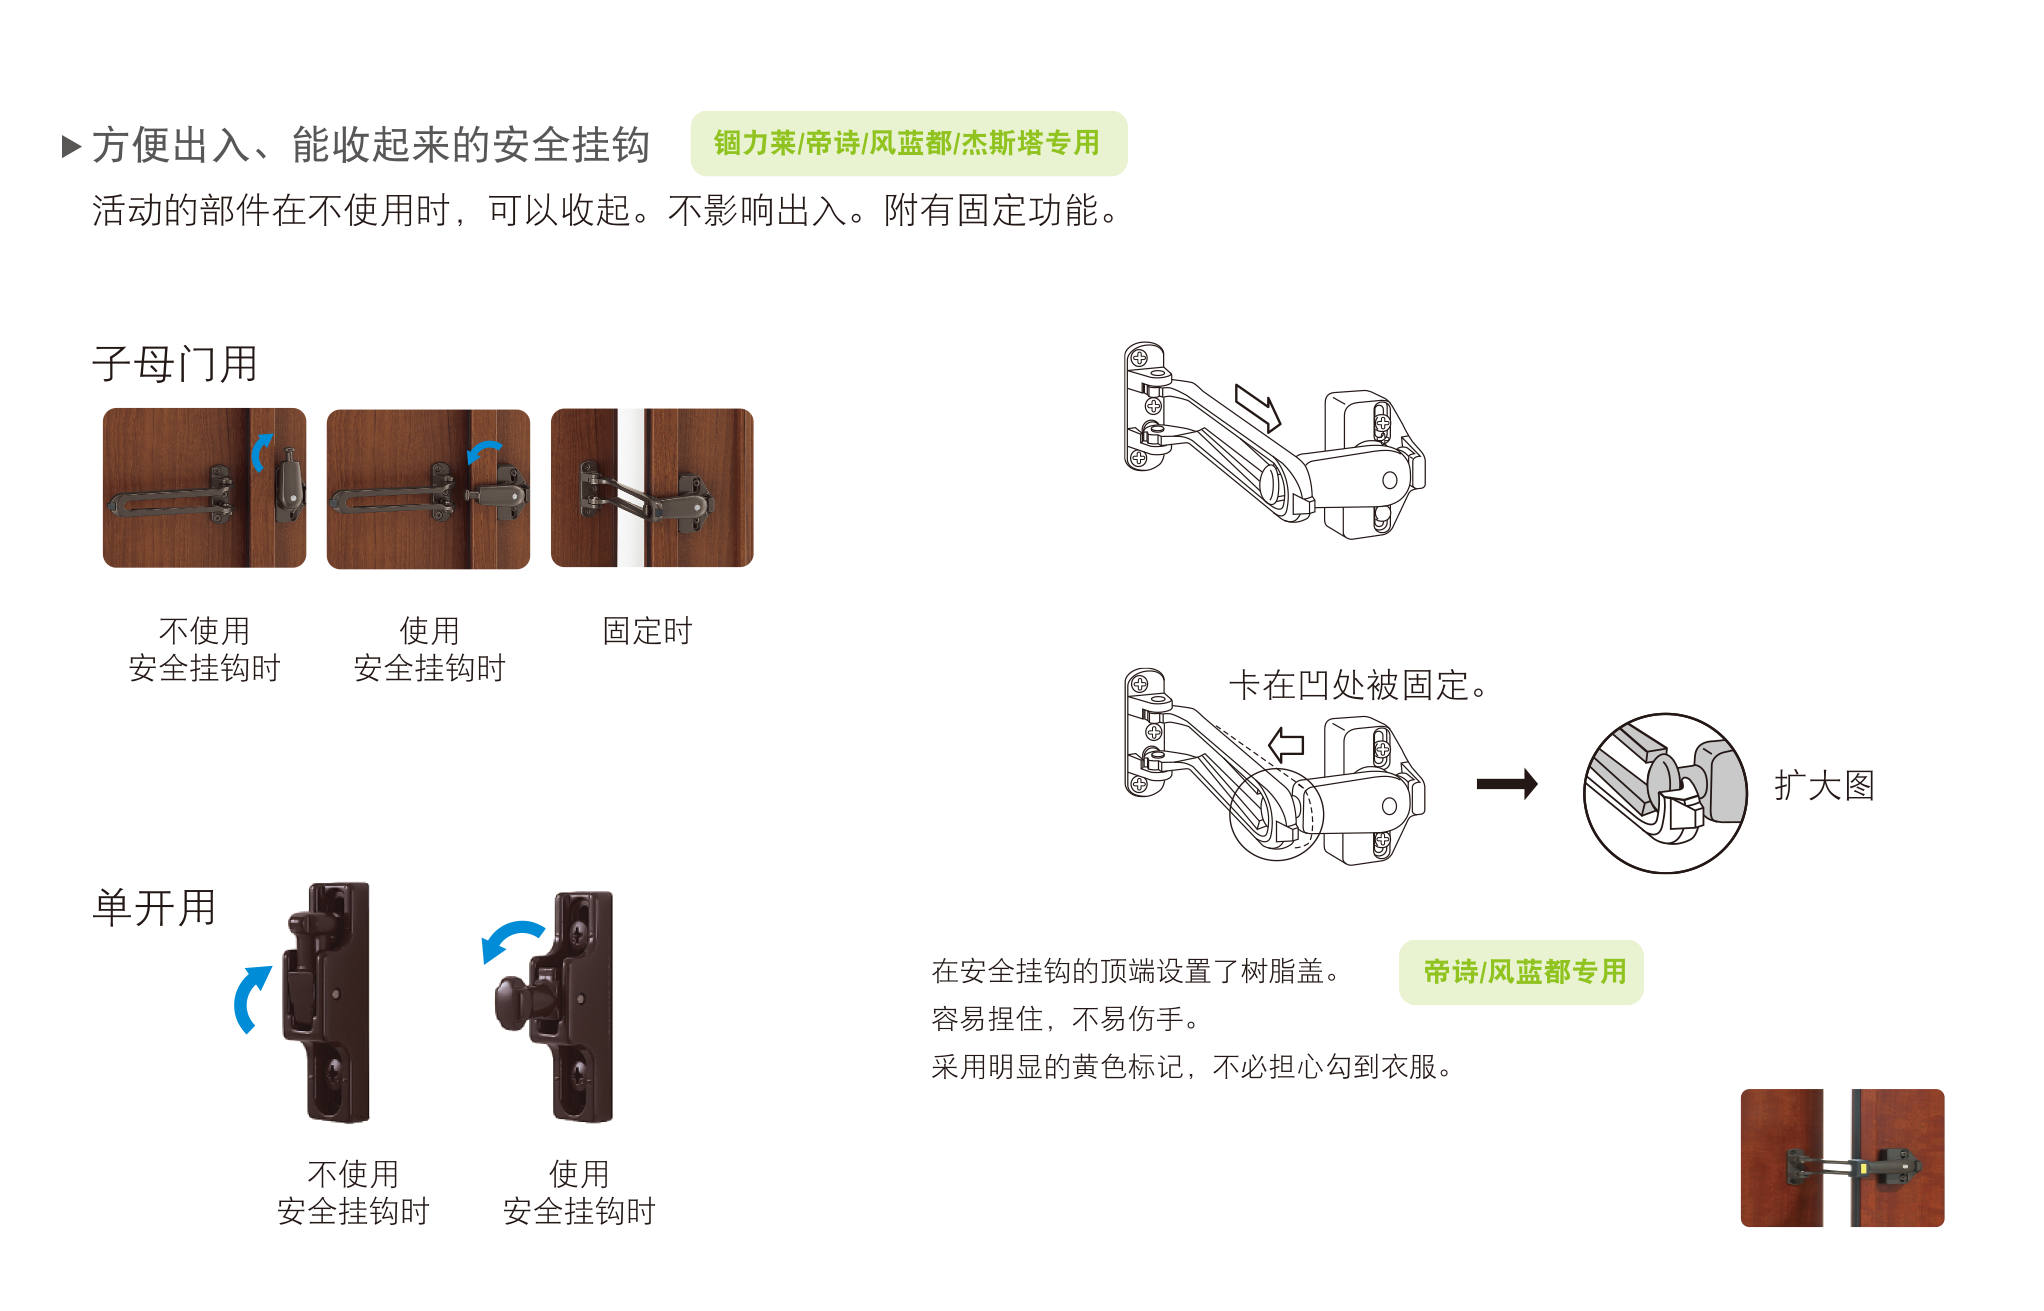 方便出入、能收起来的安全挂钩
锢力莱/帝诗/风蓝都/杰斯塔专用
活动的部件在不使用时，可以收起。不影响出入。附有固定功能。
子母门用
不使用
安全挂钩时
使用
安全挂钩时
固定时
卡在凹处被固定。
扩大图
单开用
不使用
安全挂钩时
使用
安全挂钩时
在安全挂钩的顶端设置了树脂盖。
帝诗/风蓝都专用
容易捏住，不易伤手。
采用明显的黄色标记，不必担心勾到衣服。